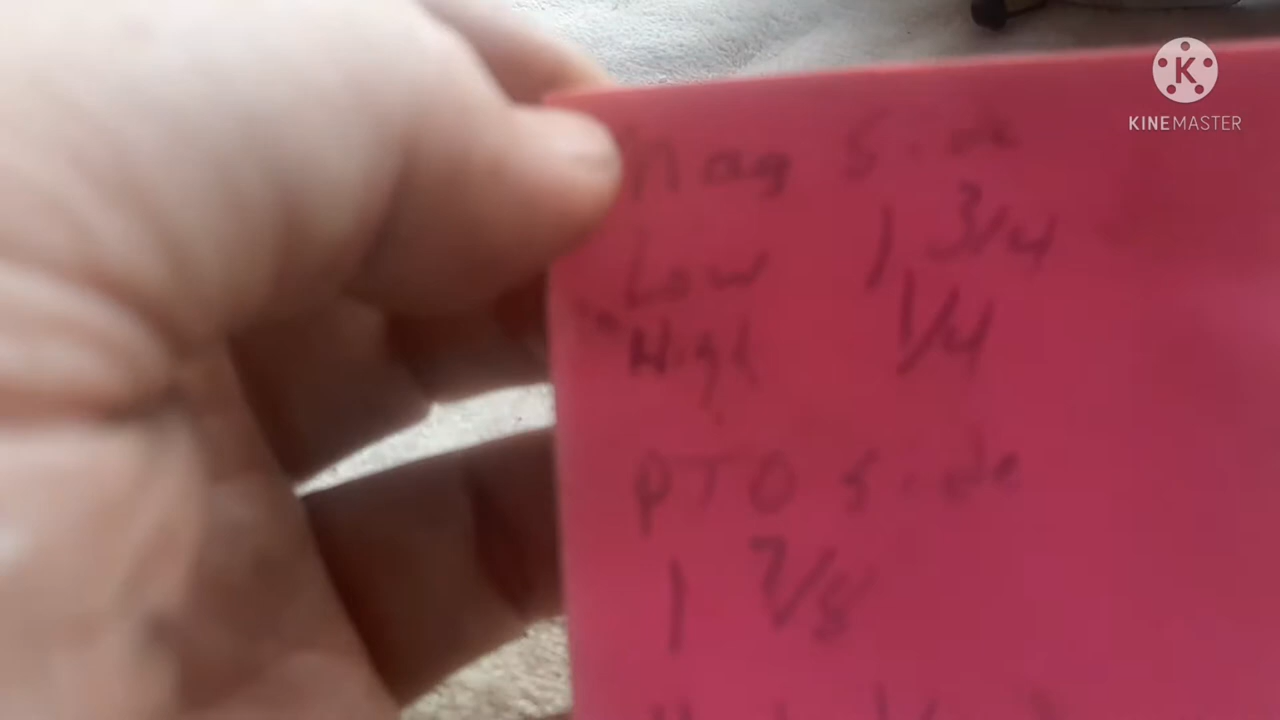 KINEMASTER
Mag Side
Low 1 3/4
High 1/4
PTO side
1 7/8